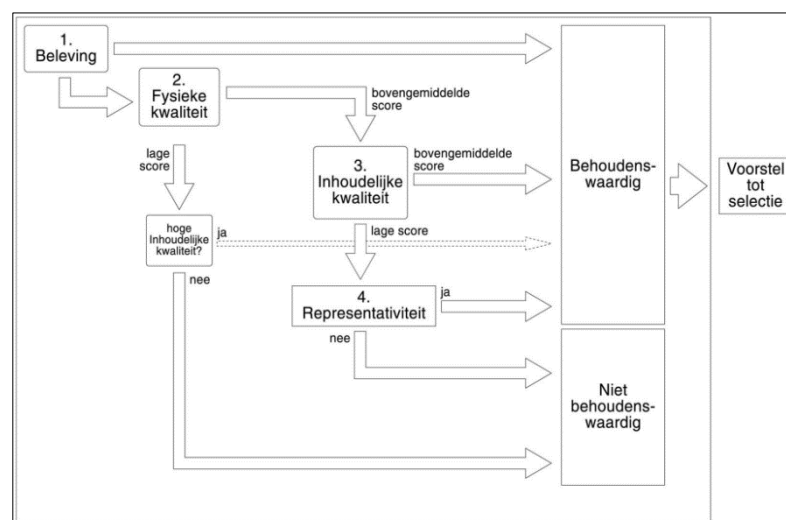 1.
Beleving
2.
Fysieke
kwaliteit
bovengemiddelde
score
lage
score
3.
Inhoudelijke
kwaliteit
bovengemiddelde
score
Behoudens-
waardig
Voorstel
tot
selectie
hoge
Inhoudelijke
kwaliteit?
ja
lage score
nee
4.
Representativiteit
ja
nee
Niet
behoudens-
waardig